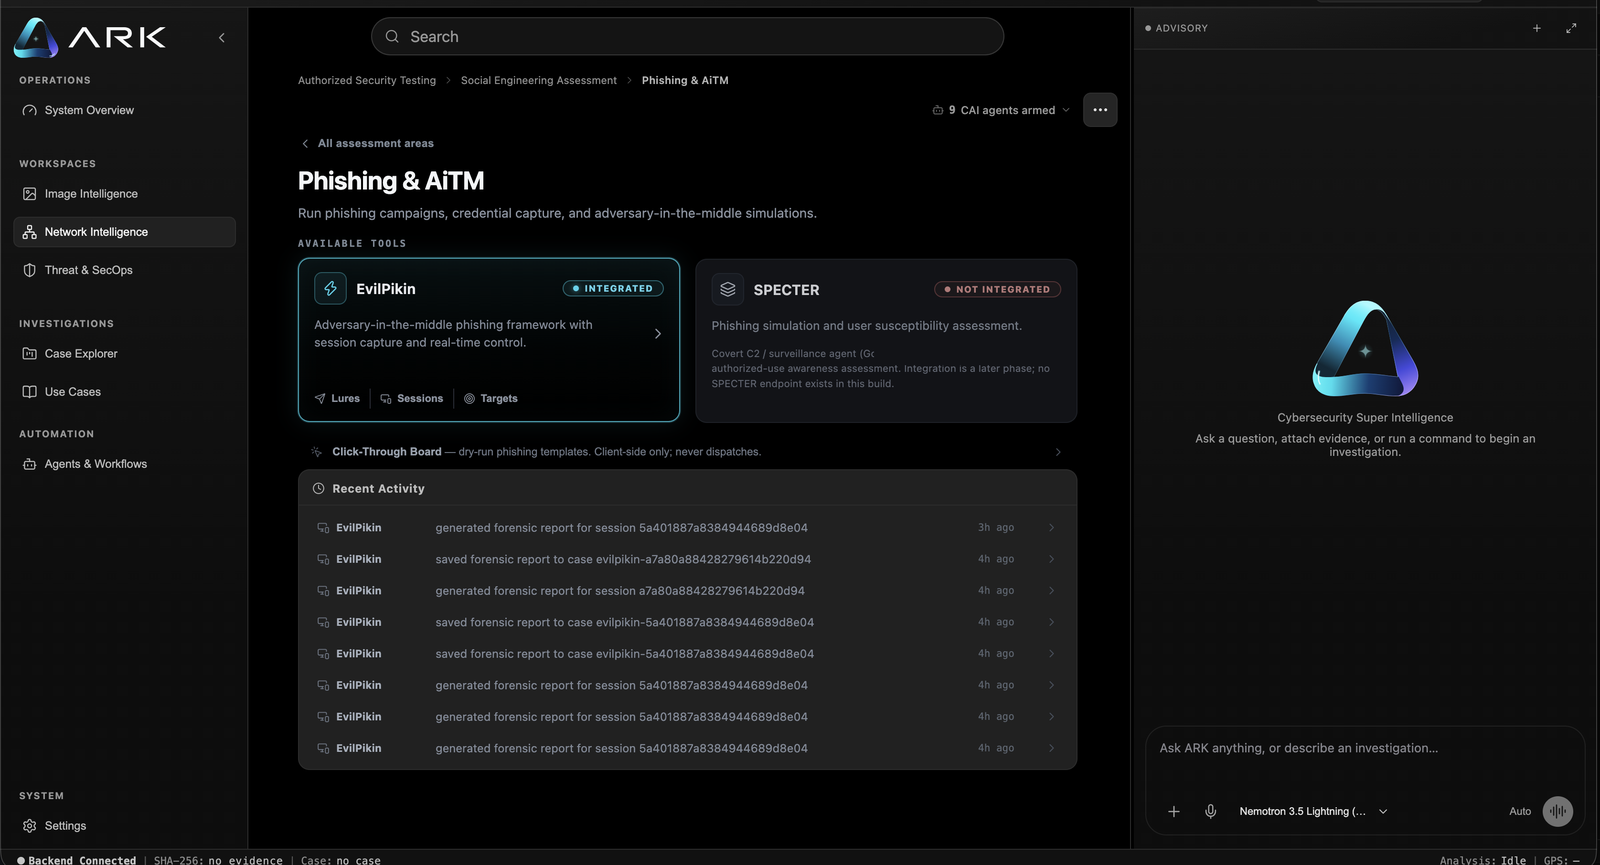 ARK
OPERATIONS
System Overview
WORKSPACES
Image Intelligence
Network Intelligence
Threat & SecOps
INVESTIGATIONS
Case Explorer
Use Cases
AUTOMATION
Agents & Workflows
SYSTEM
Settings
Search
Authorized Security Testing > Social Engineering Assessment > Phishing & AiTM
9 CAI agents armed
All assessment areas
Phishing & AiTM
Run phishing campaigns, credential capture, and adversary-in-the-middle simulations.
AVAILABLE TOOLS
EvilPikin
INTEGRATED
Adversary-in-the-middle phishing framework with
session capture and real-time control.
Lures
Sessions
Targets
SPECTER
NOT INTEGRATED
Phishing simulation and user susceptibility assessment.
Covert C2 / surveillance agent
authorized-use awareness assessment. Integration is a later phase; no
SPECTER endpoint exists in this build.
Click-Through Board — dry-run phishing templates. Client-side only; never dispatches.
Recent Activity
EvilPikin generated forensic report for session 5a401887a8384944689d8e04 3h ago
EvilPikin saved forensic report to case evilpikin-a7a80a88428279614b220d94 4h ago
EvilPikin generated forensic report for session a7a80a88428279614b220d94 4h ago
EvilPikin saved forensic report to case evilpikin-5a401887a8384944689d8e04 4h ago
EvilPikin saved forensic report to case evilpikin-5a401887a8384944689d8e04 4h ago
EvilPikin generated forensic report for session 5a401887a8384944689d8e04 4h ago
EvilPikin generated forensic report for session 5a401887a8384944689d8e04 4h ago
EvilPikin generated forensic report for session 5a401887a8384944689d8e04 4h ago
ADVISORY
Cybersecurity Super Intelligence
Ask a question, attach evidence, or run a command to begin an
investigation.
Ask ARK anything, or describe an investigation...
Nemotron 3.5 Lightning (...
Auto
Backend Connected | SHA-256: no evidence | Case: no case
Analysis: Idle | GPS: —